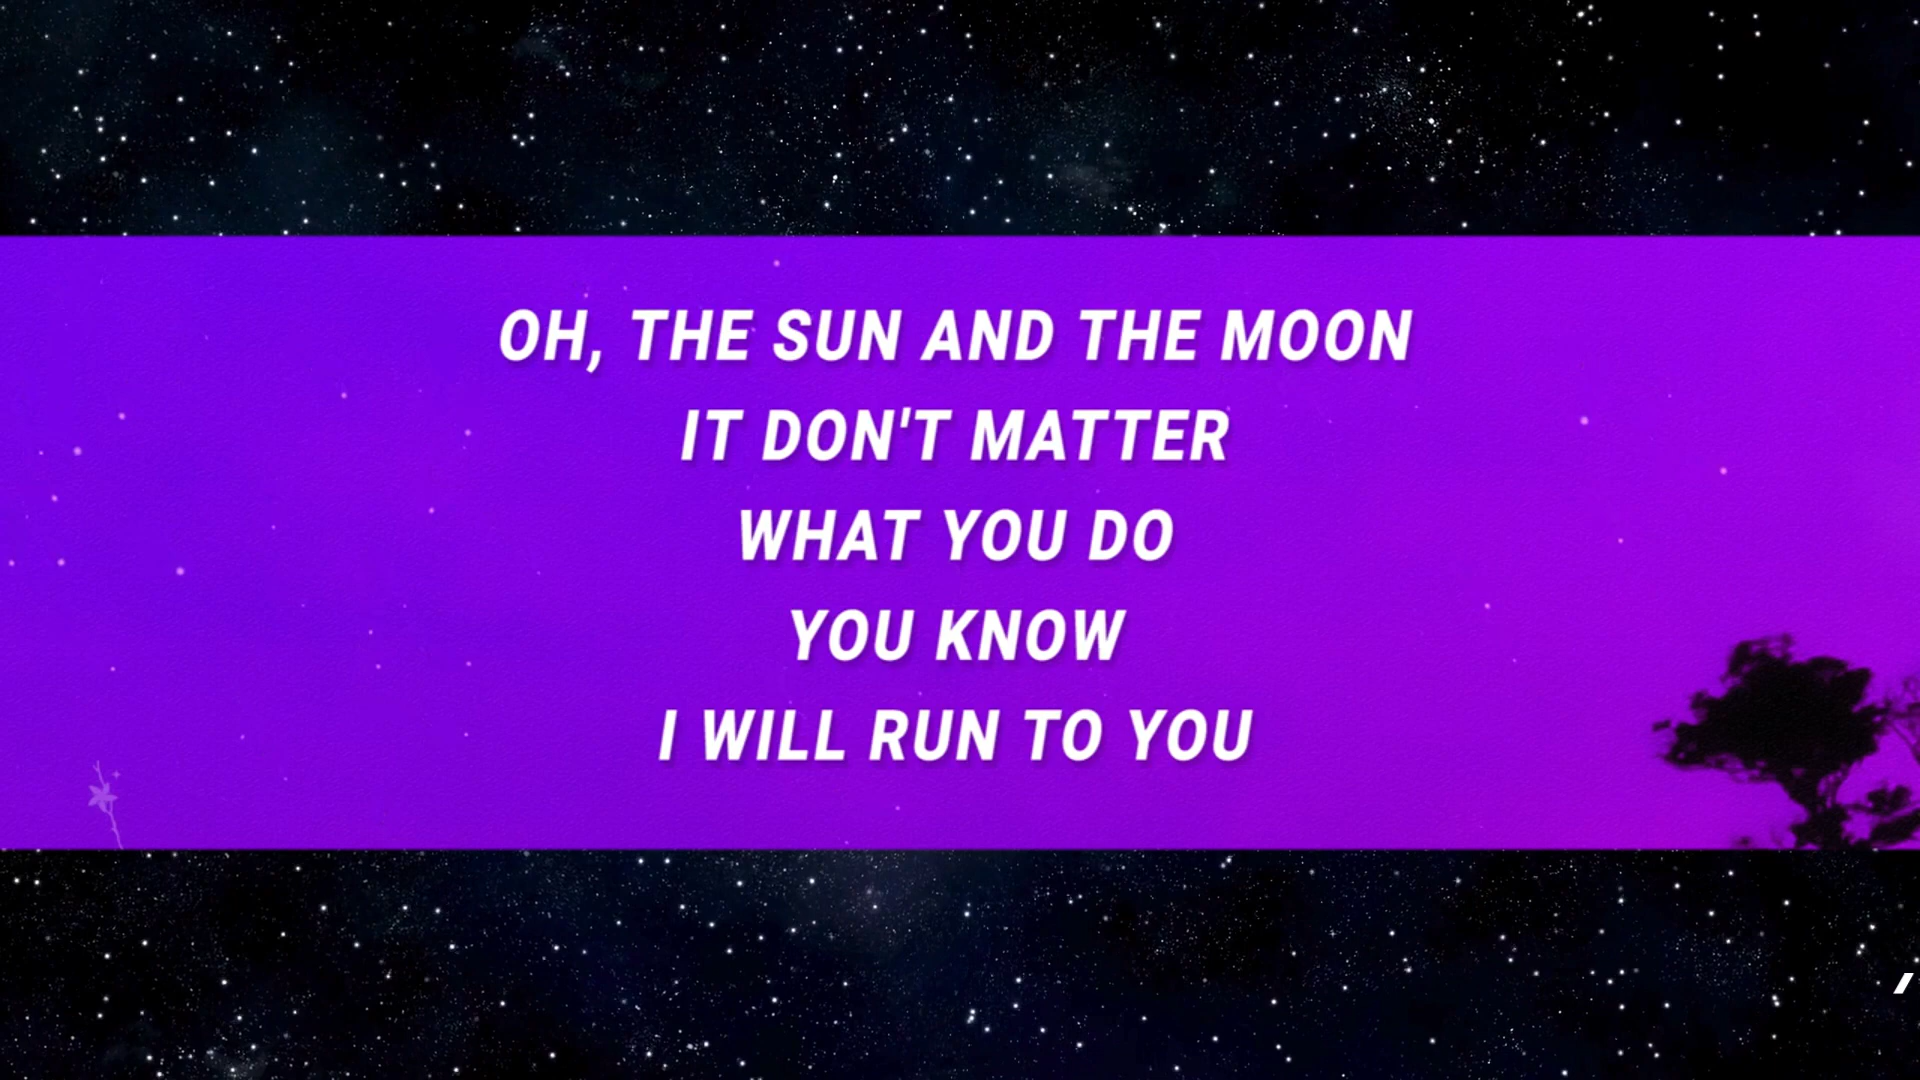 OH, THE SUN AND THE MOON
IT DON'T MATTER
WHAT YOU DO
YOU KNOW
I WILL RUN TO YOU